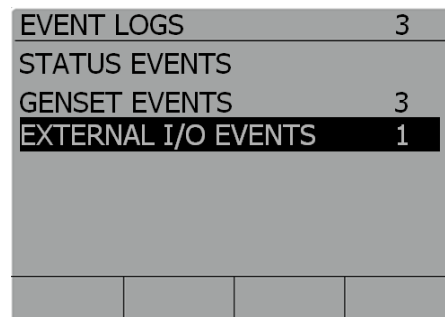 EVENT LOGS 3
STATUS EVENTS
GENSET EVENTS 3
EXTERNAL I/O EVENTS 1